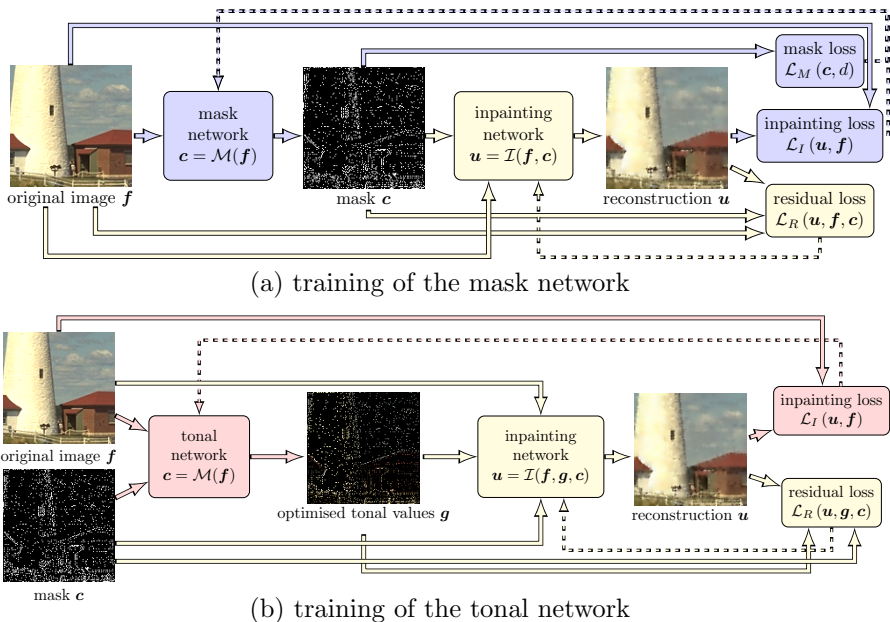 mask loss
ℒ_M (c, d)
mask
network
c = ℳ(f)
inpainting
network
u = ℐ(f, c)
inpainting loss
ℒ_I (u, f)
original image f
mask c
reconstruction u
residual loss
ℒ_R (u, f, c)
(a) training of the mask network
inpainting loss
ℒ_I (u, f)
original image f
tonal
network
c = ℳ(f)
inpainting
network
u = ℐ(f, g, c)
optimised tonal values g
reconstruction u
residual loss
ℒ_R (u, g, c)
mask c
(b) training of the tonal network